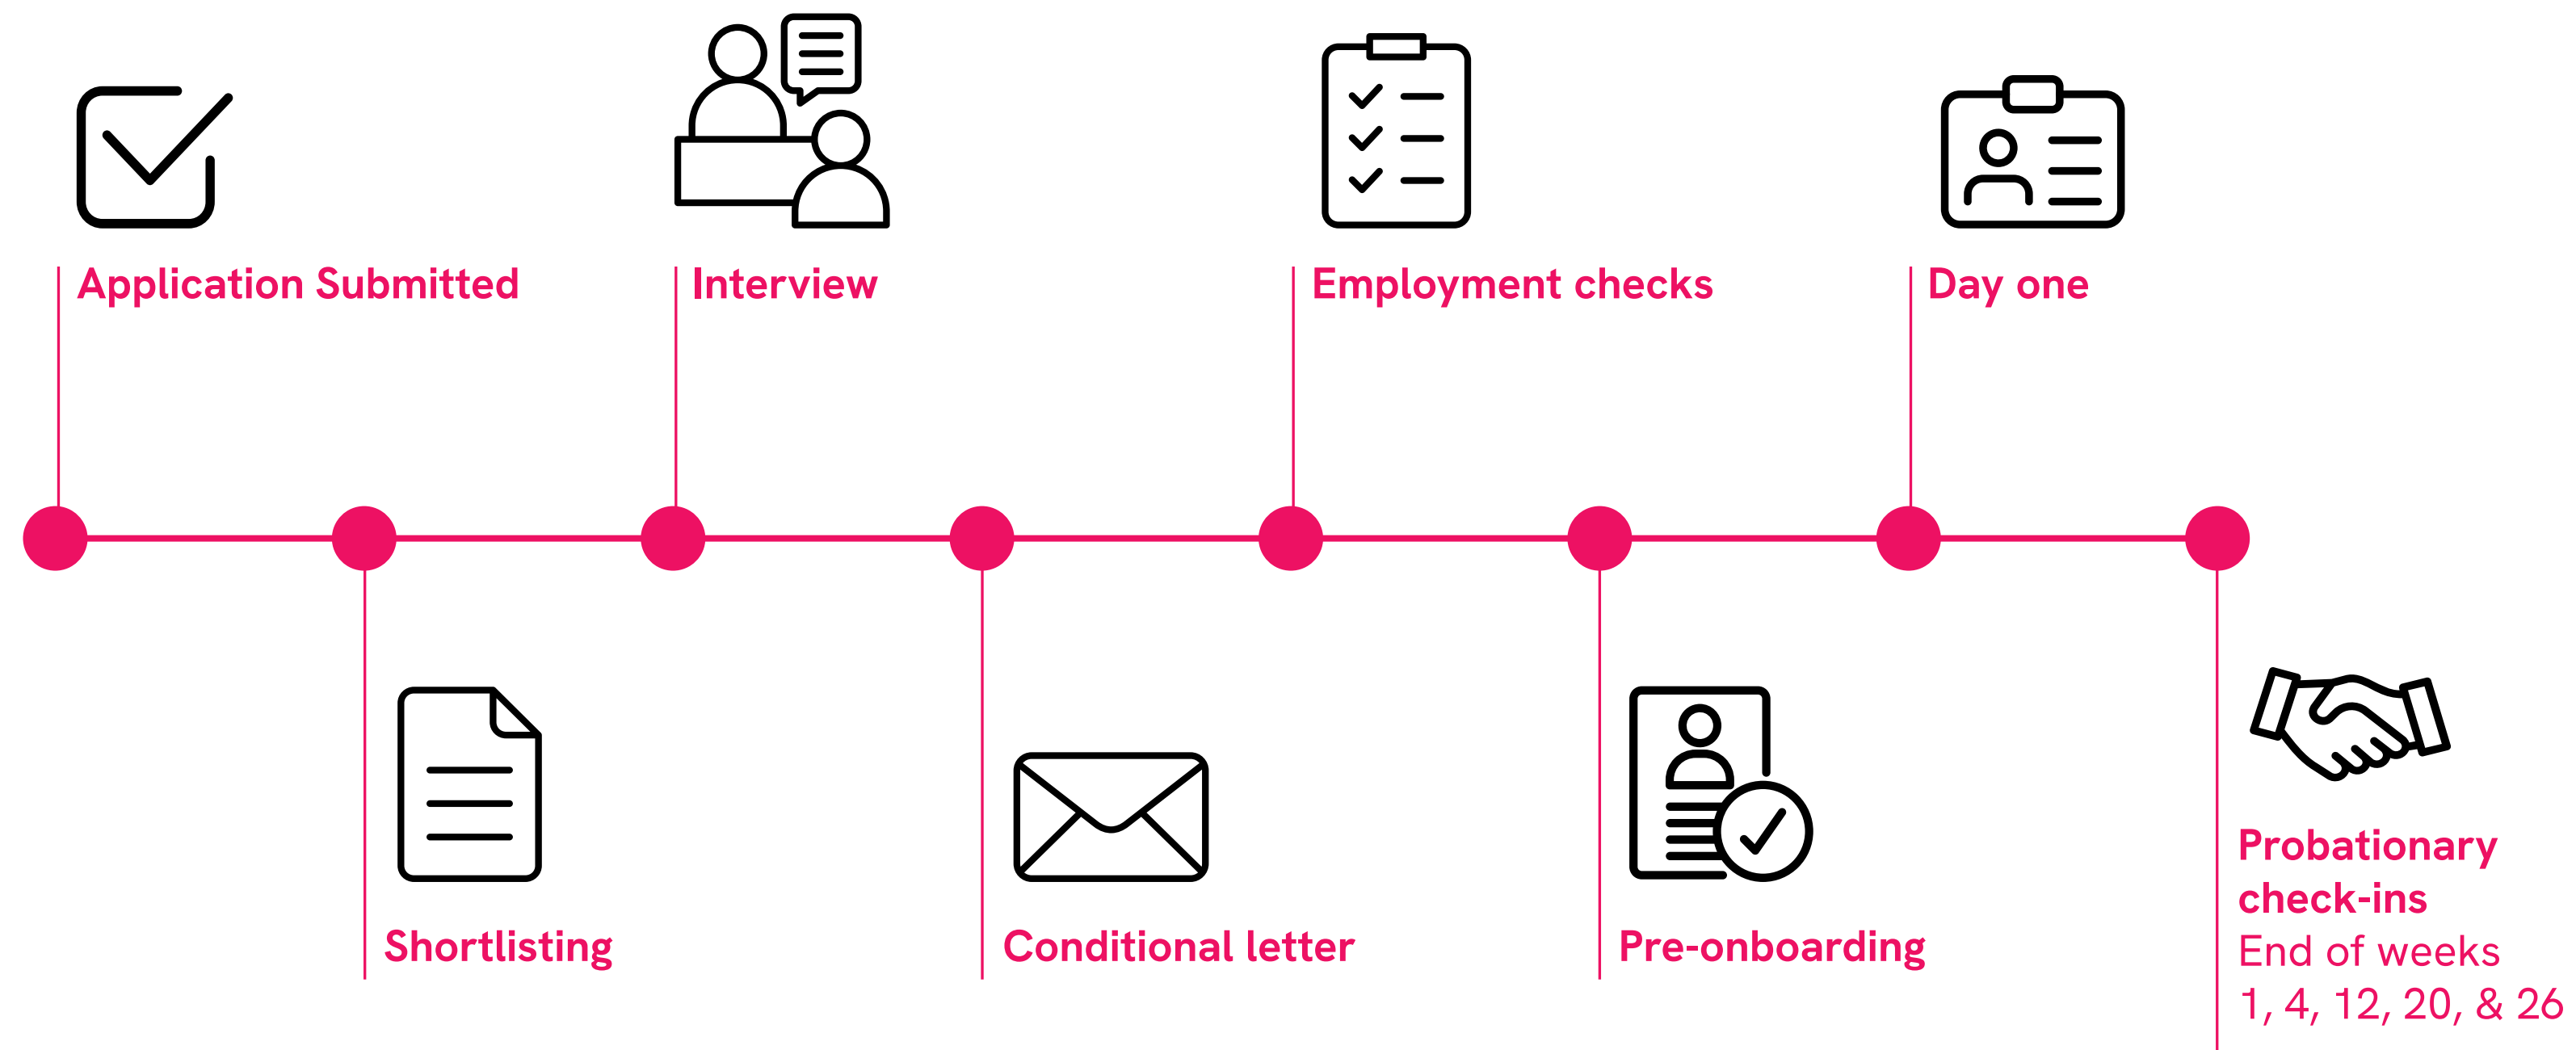 Application Submitted
Interview
Employment checks
Day one
Shortlisting
Conditional letter
Pre-onboarding
Probationary
check-ins
End of weeks
1, 4, 12, 20, & 26